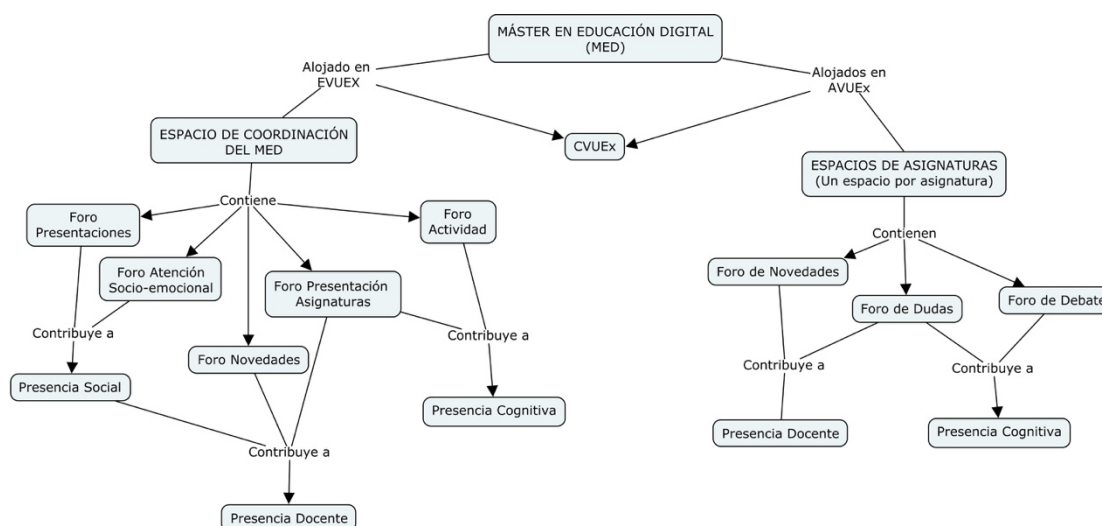 MÁSTER EN EDUCACIÓN DIGITAL
(MED)
Alojado en
EVUEX
Alojados en
AVUEx
ESPACIO DE COORDINACIÓN
DEL MED
CVUEx
ESPACIOS DE ASIGNATURAS
(Un espacio por asignatura)
Contiene
Foro
Presentaciones
Foro
Actividad
Contienen
Foro Atención
Socio-emocional
Foro Presentación
Asignaturas
Foro de Novedades
Foro de Dudas
Foro de Debate
Contribuye a
Contribuye a
Foro Novedades
Contribuye a
Contribuye a
Presencia Social
Presencia Cognitiva
Presencia Docente
Presencia Cognitiva
Contribuye a
Presencia Docente